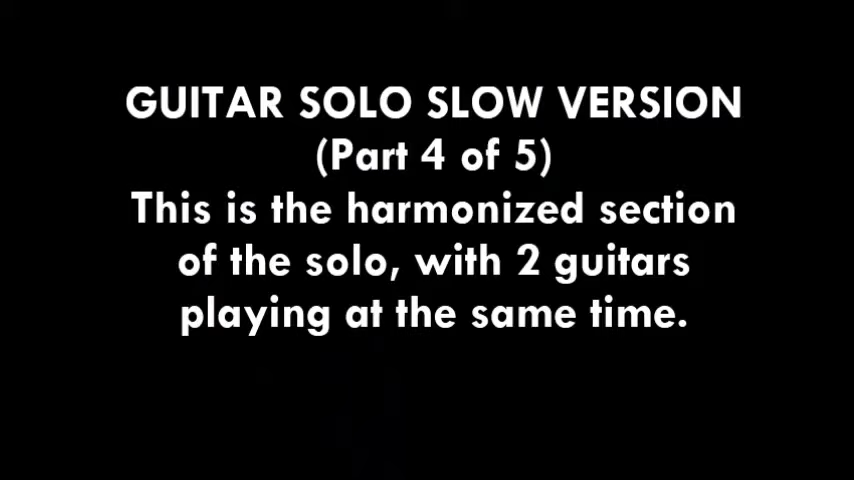 GUITAR SOLO SLOW VERSION
(Part 4 of 5)
This is the harmonized section
of the solo, with 2 guitars
playing at the same time.